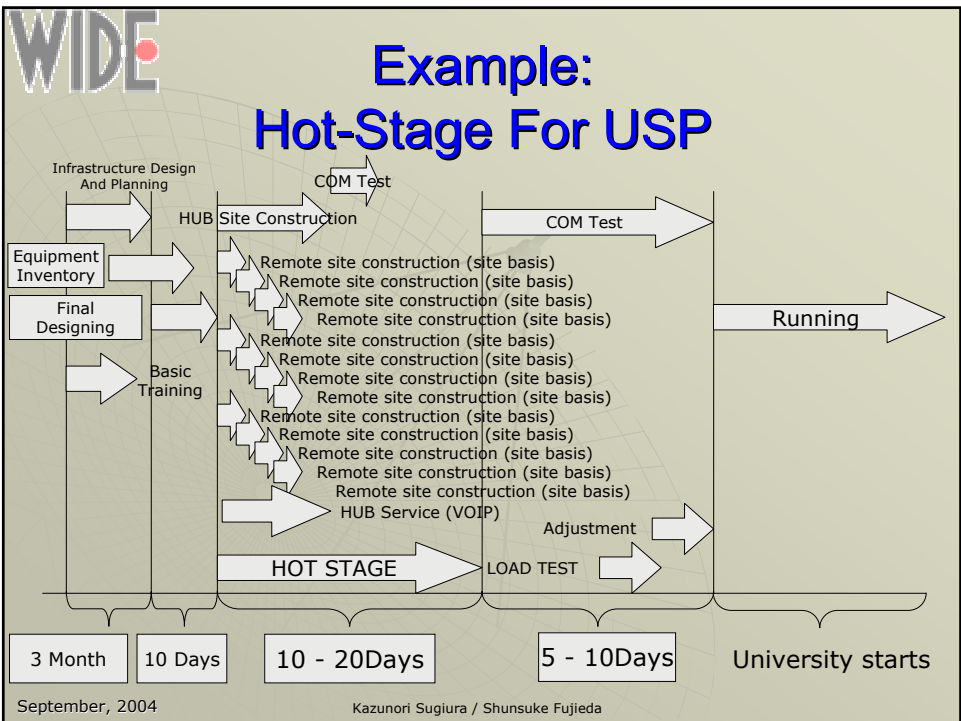 WIDE
Example:
Hot-Stage For USP
Infrastructure Design
And Planning
COM Test
HUB Site Construction
COM Test
Equipment
Inventory
Remote site construction (site basis)
Remote site construction (site basis)
Remote site construction (site basis)
Remote site construction (site basis)
Final
Designing
Running
Remote site construction (site basis)
Remote site construction (site basis)
Remote site construction (site basis)
Remote site construction (site basis)
Basic
Training
Remote site construction (site basis)
Remote site construction (site basis)
Remote site construction (site basis)
Remote site construction (site basis)
Remote site construction (site basis)
HUB Service (VOIP)
Adjustment
HOT STAGE
LOAD TEST
3 Month
10 Days
10 - 20Days
5 - 10Days
University starts
September, 2004
Kazunori Sugiura / Shunsuke Fujieda